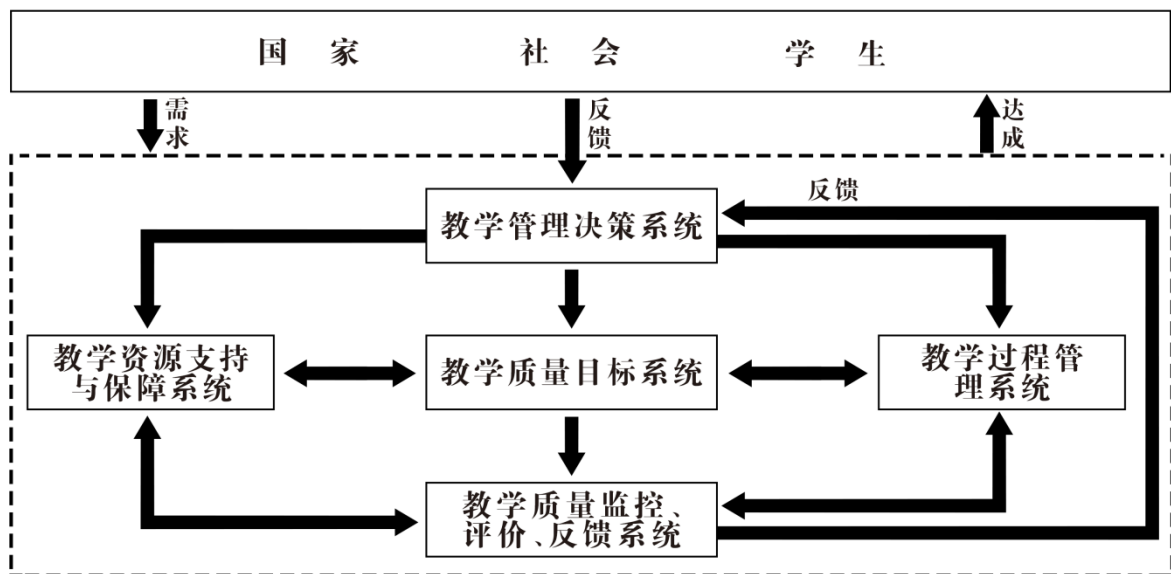 国家 社会 学生
需求
反馈
达成
反馈
教学管理决策系统
教学资源支持
与保障系统
教学质量目标系统
教学过程管
理系统
教学质量监控、
评价、反馈系统